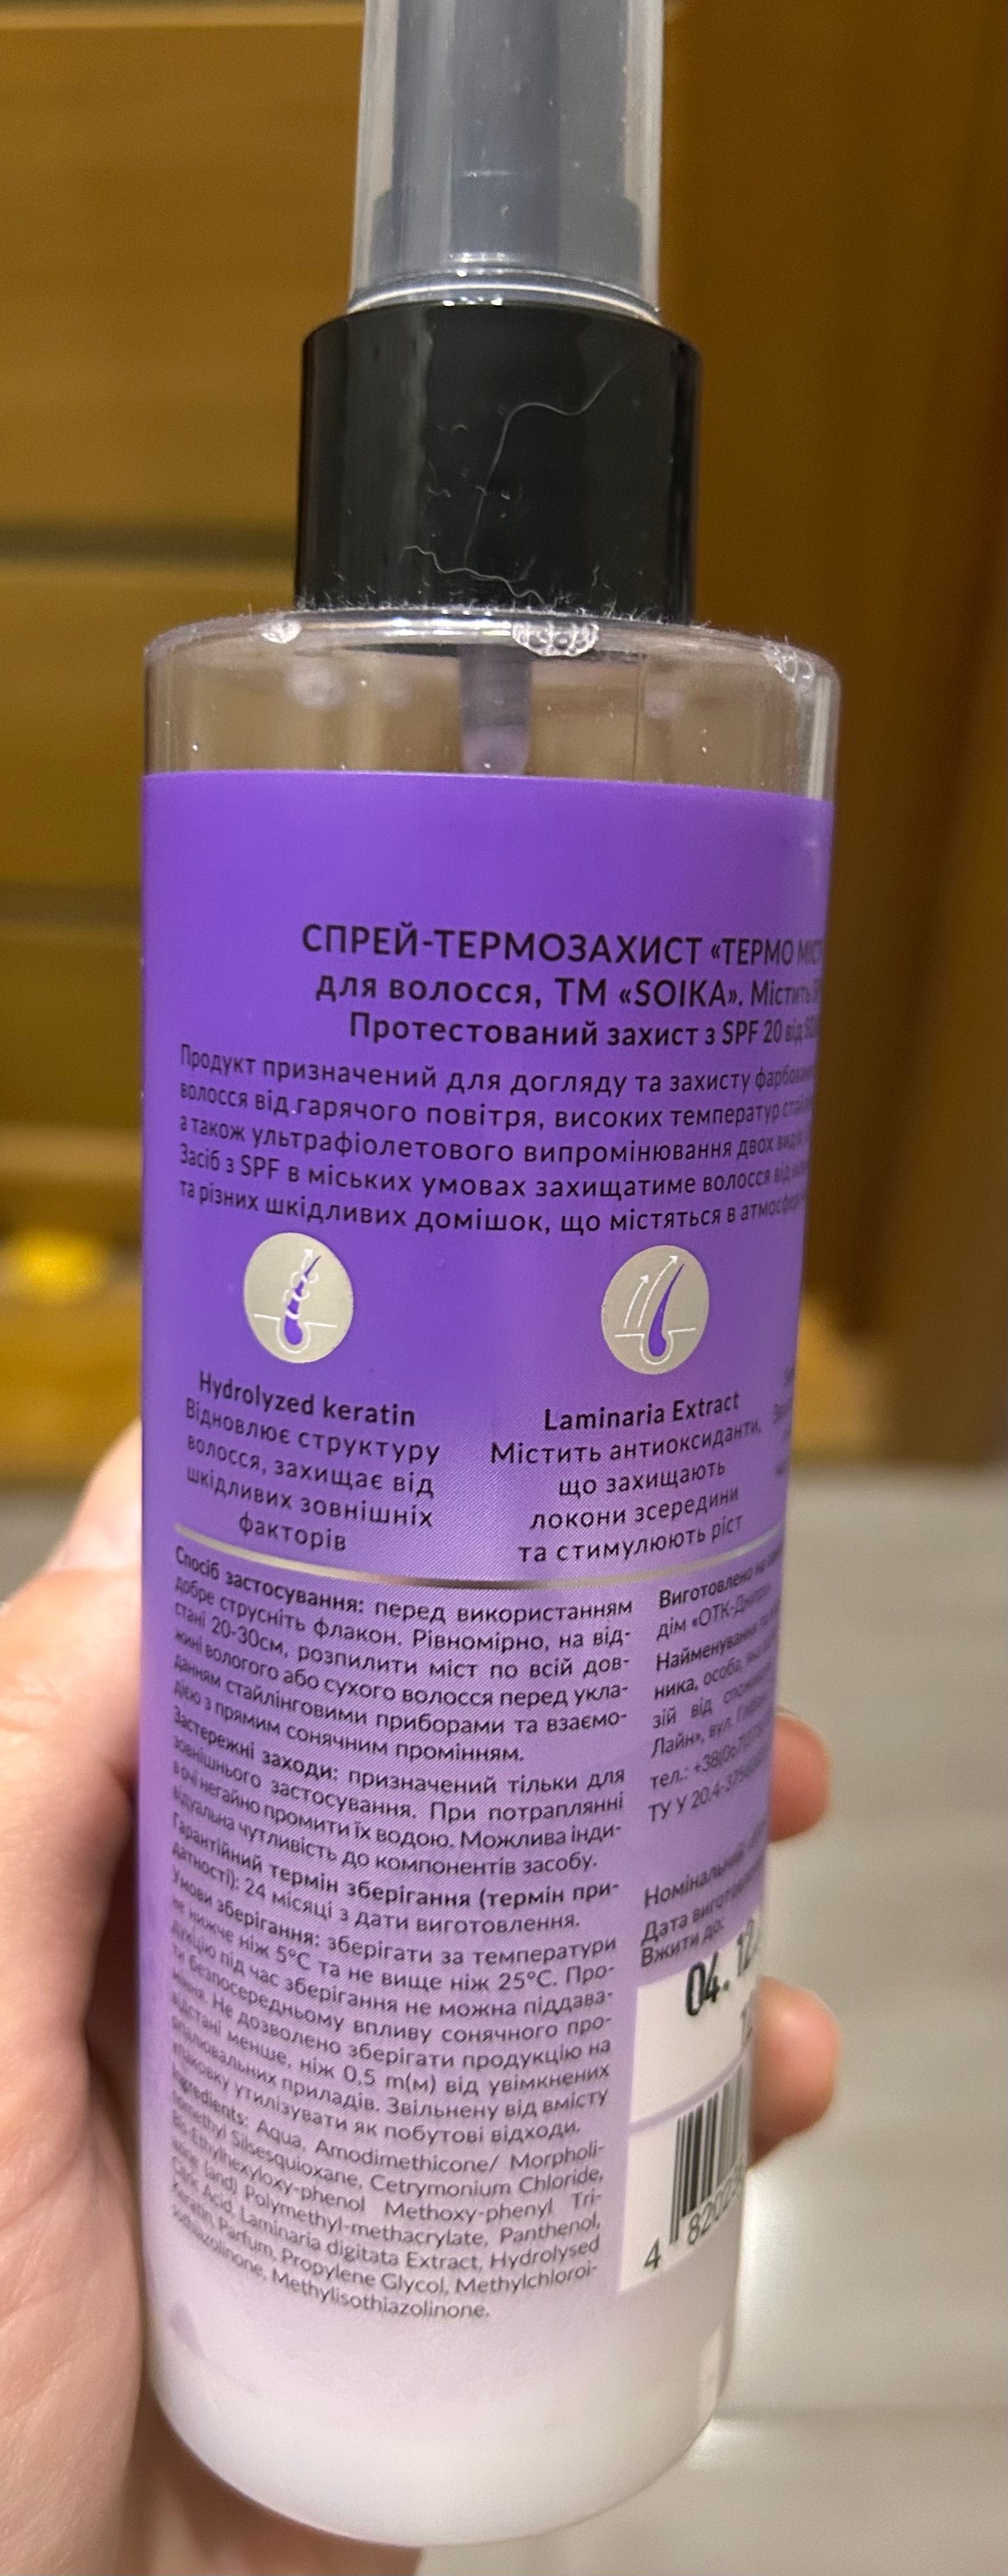 СПРЕЙ-ТЕРМОЗАХИСТ «ТЕРМО МІСТ
для волосся, ТМ «SOIKA». Містить
Протестований захист з SPF 20 від
Продукт призначений для догляду та захисту
волосся від гарячого повітря, високих температур
а також ультрафіолетового випромінювання двох
Засіб з SPF в міських умовах захищатиме волосся від
та різних шкідливих домішок, що містяться в
Hydrolyzed keratin
Відновлює структуру
волосся, захищає від
шкідливих зовнішніх
факторів
Laminaria Extract
Містить антиоксиданти,
що захищають
локони зсередини
та стимулюють ріст
Спосіб застосування: перед використанням
добре струсніть флакон. Рівномірно, на від-
стані 20-30см, розпилити міст по всій дов-
жині вологого або сухого волосся перед укла-
данням стайлінговими приборами та взаємо-
дією з прямим сонячним промінням.
Застережні заходи: призначений тільки для
зовнішнього застосування. При потраплянні
в очі негайно промити їх водою. Можлива інди-
відуальна чутливість до компонентів засобу.
Гарантійний термін зберігання (термін при-
датності): 24 місяці з дати виготовлення.
Умови зберігання: зберігати за температури
не нижче ніж 5°С та не вище ніж 25°С. Про-
дукцію під час зберігання не можна піддава-
ти безпосередньому впливу сонячного про-
міння. Не дозволено зберігати продукцію на
відстані менше, ніж 0,5 m(м) від увімкнених
опалювальних приладів. Звільнену від вмісту
упаковку утилізувати як побутові відходи.
Ingredients: Aqua, Amodimethicone/ Morpholi-
nomethyl Silsesquioxane, Cetrymonium Chloride,
Bis-Ethylhexyloxy-phenol Methoxy-phenyl Tri-
azine (and) Polymethyl-methacrylate, Panthenol,
Citric Acid, Laminaria digitata Extract, Hydrolysed
Keratin, Parfum, Propylene Glycol, Methylchloroi-
sothiazolinone, Methylisothiazolinone.
Виготовлено на
дім «ОТК-Дніпро»
Найменування
ника, особа,
зій від
Лайн», вул.
тел.: +38(067)
ТУ У 20.4-
Дата
Вжити до:
04. 12
4 820